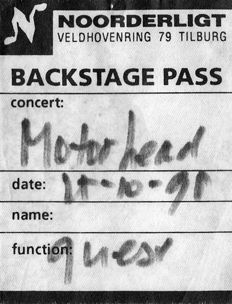 N NOORDERLIGT
VELDHOVENRING 79 TILBURG
BACKSTAGE PASS
concert:
Motorhead
date:
name:
function: guest